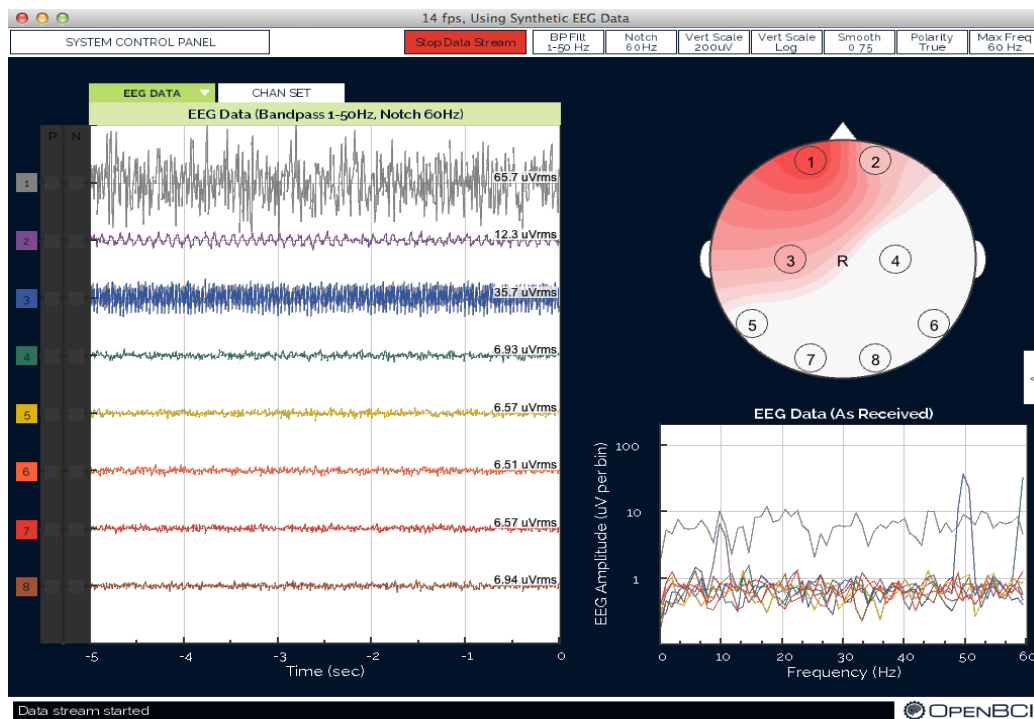 14 fps, Using Synthetic EEG Data
SYSTEM CONTROL PANEL
Stop Data Stream
BP Filt
1-50 Hz
Notch
60Hz
Vert Scale
200uV
Vert Scale
Log
Smooth
0.75
Polarity
True
Max Freq
60 Hz
EEG DATA
CHAN SET
EEG Data (Bandpass 1-50Hz, Notch 60Hz)
P N
1
65.7 uVrms
2
12.3 uVrms
3
35.7 uVrms
4
6.93 uVrms
5
6.57 uVrms
6
6.51 uVrms
7
6.57 uVrms
8
6.94 uVrms
-5 -4 -3 -2 -1 0
Time (sec)
1 2
3 R 4
5 6
7 8
<
EEG Data (As Received)
EEG Amplitude (uV per bin)
100
10
1
0 10 20 30 40 50 60
Frequency (Hz)
Data stream started
OPENBCI